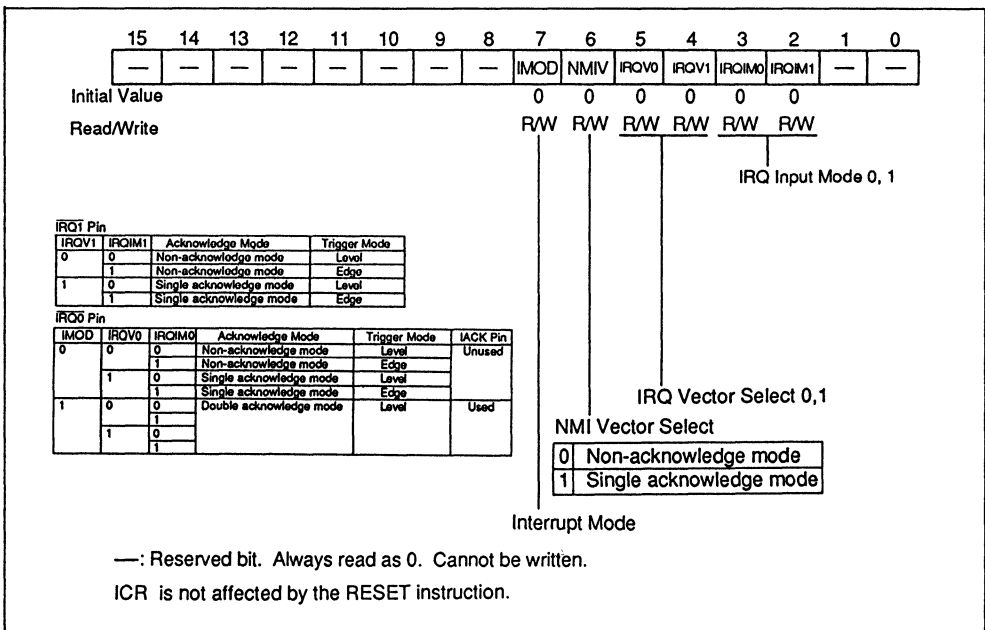 15 14 13 12 11 10 9 8 7 6 5 4 3 2 1 0
— — — — — — — — IMOD NMIV IRQV0 IRQV1 IRQIM0 IRQIM1 — —
Initial Value 0 0 0 0 0 0
Read/Write R/W R/W R/W R/W R/W R/W
IRQ Input Mode 0, 1
IRQ1 Pin
IRQV1 IRQIM1 Acknowledge Mode Trigger Mode
0 0 Non-acknowledge mode Level
1 Non-acknowledge mode Edge
1 0 Single acknowledge mode Level
1 Single acknowledge mode Edge
IRQ0 Pin
IMOD IRQV0 IRQIM0 Acknowledge Mode Trigger Mode IACK Pin
0 0 0 Non-acknowledge mode Level Unused
1 Non-acknowledge mode Edge
1 0 Single acknowledge mode Level
1 Single acknowledge mode Edge
1 0 0 Double acknowledge mode Level Used
1
1 0
1
IRQ Vector Select 0,1
NMI Vector Select
0 Non-acknowledge mode
1 Single acknowledge mode
Interrupt Mode
—: Reserved bit. Always read as 0. Cannot be written.
ICR is not affected by the RESET instruction.